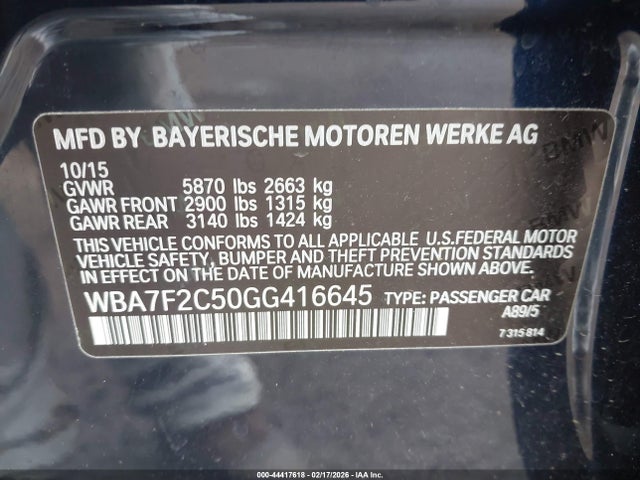 MFD BY BAYERISCHE MOTOREN WERKE AG
10/15
GVWR 5870 lbs 2663 kg
GAWR FRONT 2900 lbs 1315 kg
GAWR REAR 3140 lbs 1424 kg
THIS VEHICLE CONFORMS TO ALL APPLICABLE U.S.FEDERAL MOTOR
VEHICLE SAFETY, BUMPER AND THEFT PREVENTION STANDARDS
IN EFFECT ON THE DATE OF MANUFACTURE SHOWN ABOVE.
WBA7F2C50GG416645 TYPE: PASSENGER CAR
A89/5
7 315 814
BMW
000-44417618 - 02/17/2026 - IAA Inc.